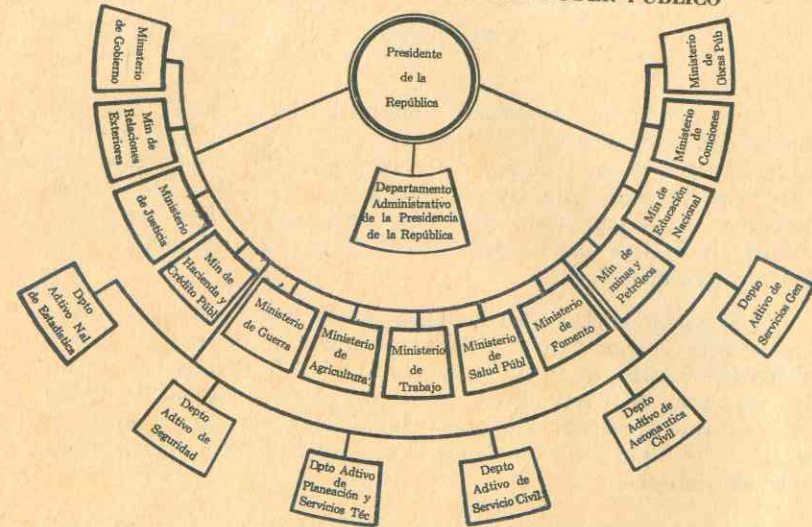 PÚBLICO
Presidente
de la
República
Departamento
Administrativo
de la Presidencia
de la República
Ministerio
de Gobierno
Min de
Relaciones
Exteriores
Ministerio
de Justicia
Min de
Hacienda y
Crédito Públ
Ministerio
de Guerra
Ministerio
de
Agricultura
Ministerio
de
Trabajo
Ministerio
de
Salud Públ
Ministerio
de
Fomento
Min de
minas y
Petróleos
Min de
Educación
Nacional
Ministerio
de
Comciones
Ministerio
de
Obras Púb
Dpto
Adtivo Nal
de Estadística
Depto
Adtivo de
Seguridad
Dpto Adtivo
de
Planeación y
Servicios Téc
Depto
Adtivo de
Servicio Civil
Depto
Adtivo de
Aeronautica
Civil
Depto
Adtivo de
Servicios Gen